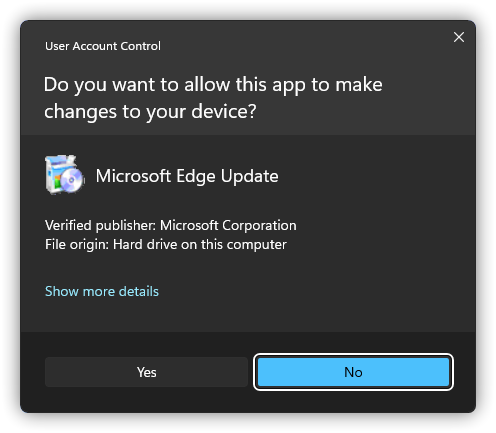 User Account Control
Do you want to allow this app to make
changes to your device?
Microsoft Edge Update
Verified publisher: Microsoft Corporation
File origin: Hard drive on this computer
Show more details
Yes
No